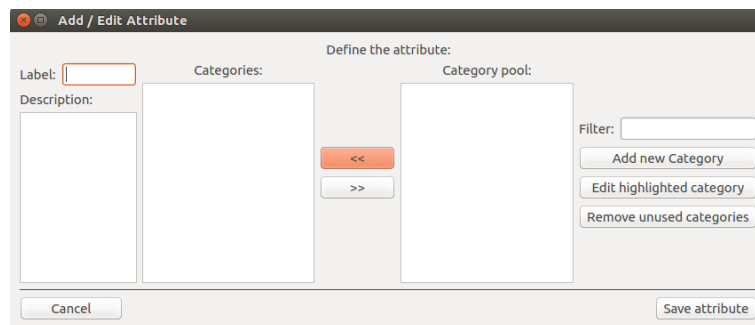 Add / Edit Attribute
Define the attribute:
Label:
Categories:
Category pool:
Description:
Filter:
<<
Add new Category
>>
Edit highlighted category
Remove unused categories
Cancel
Save attribute